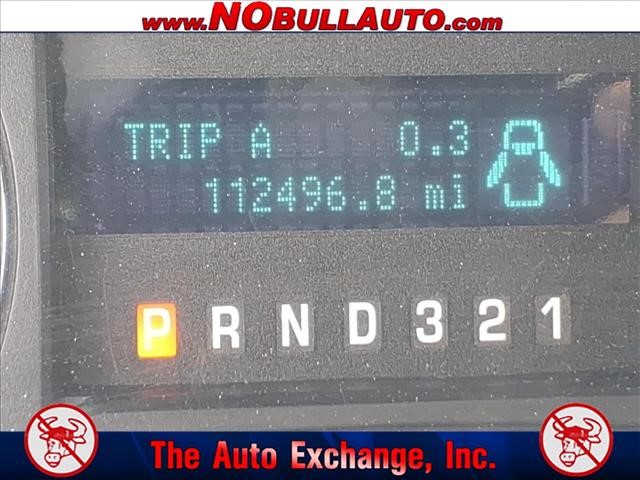 www.NOBULLAUTO.COM
TRIP A 0.3
112496.8 mi
P R N D 3 2 1
The Auto Exchange, Inc.